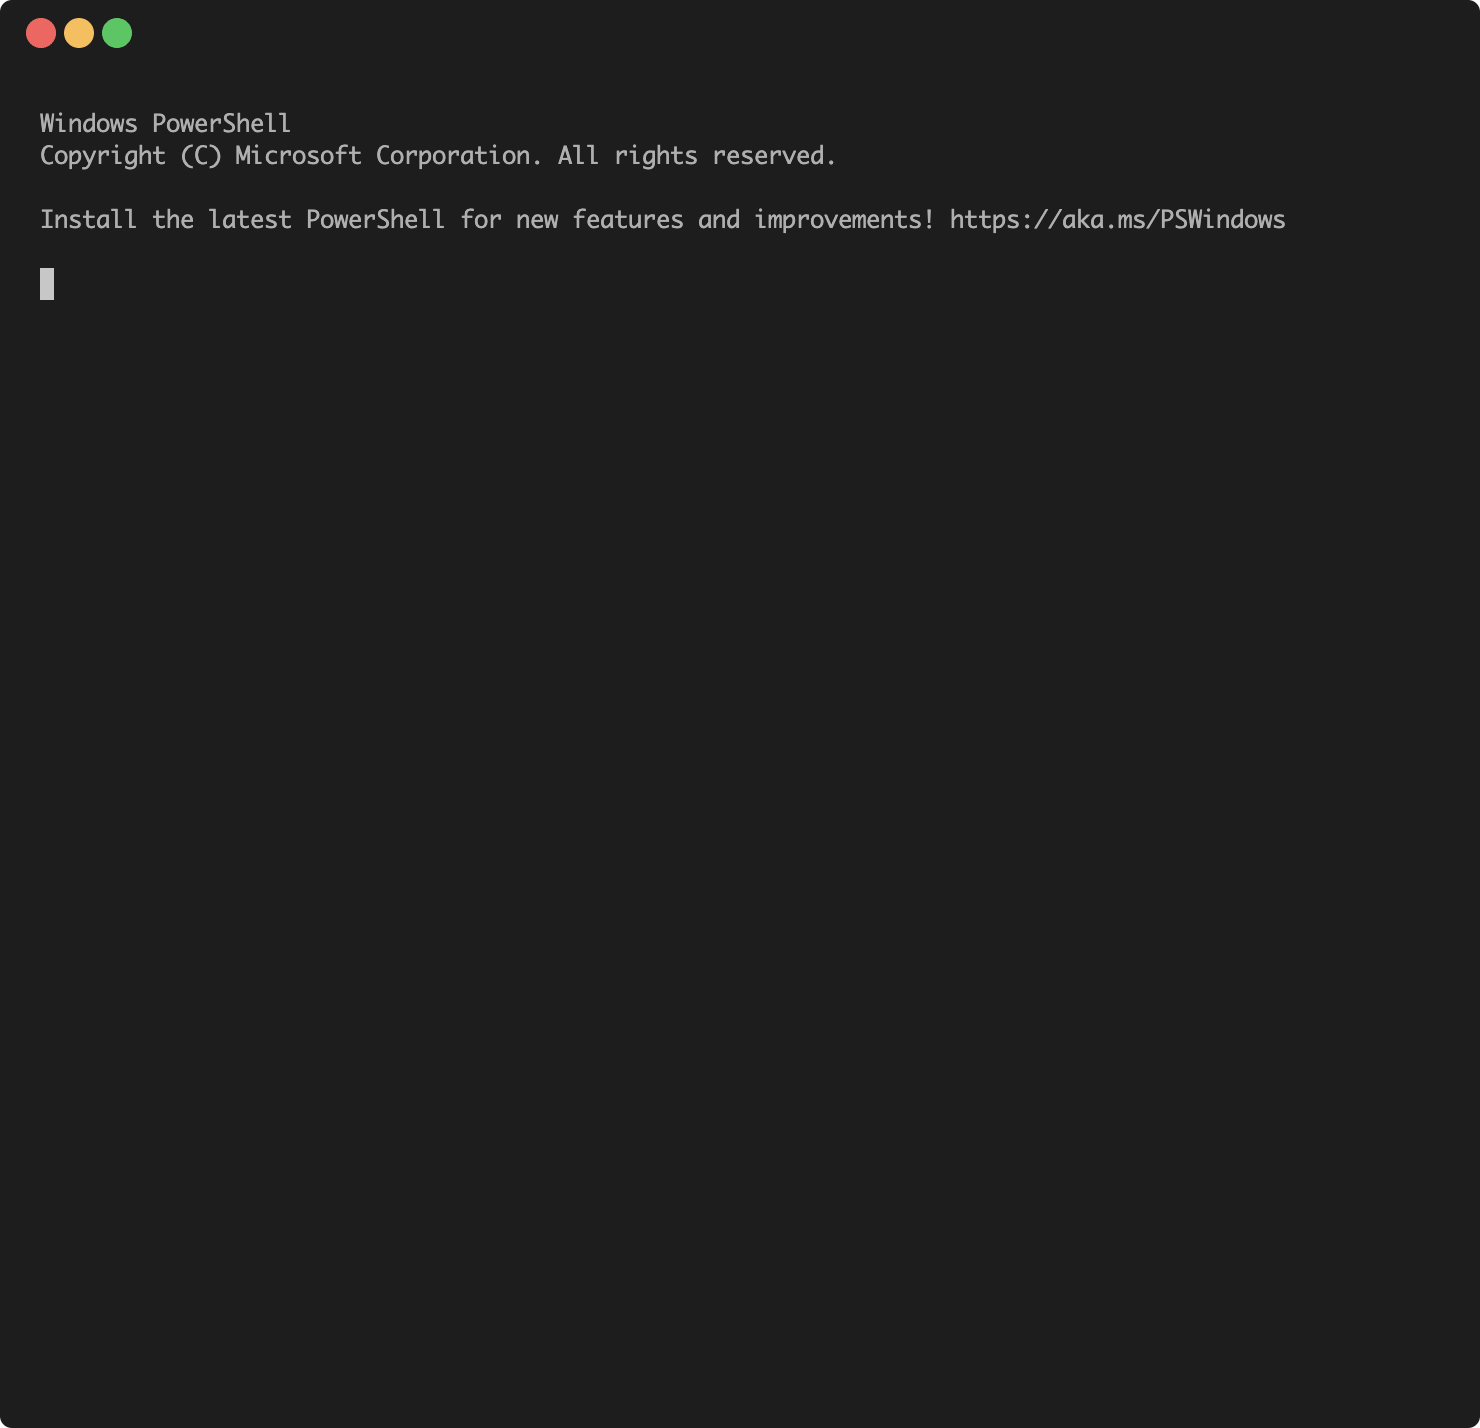 Windows PowerShell
Copyright (C) Microsoft Corporation. All rights reserved.
Install the latest PowerShell for new features and improvements! https://aka.ms/PSWindows